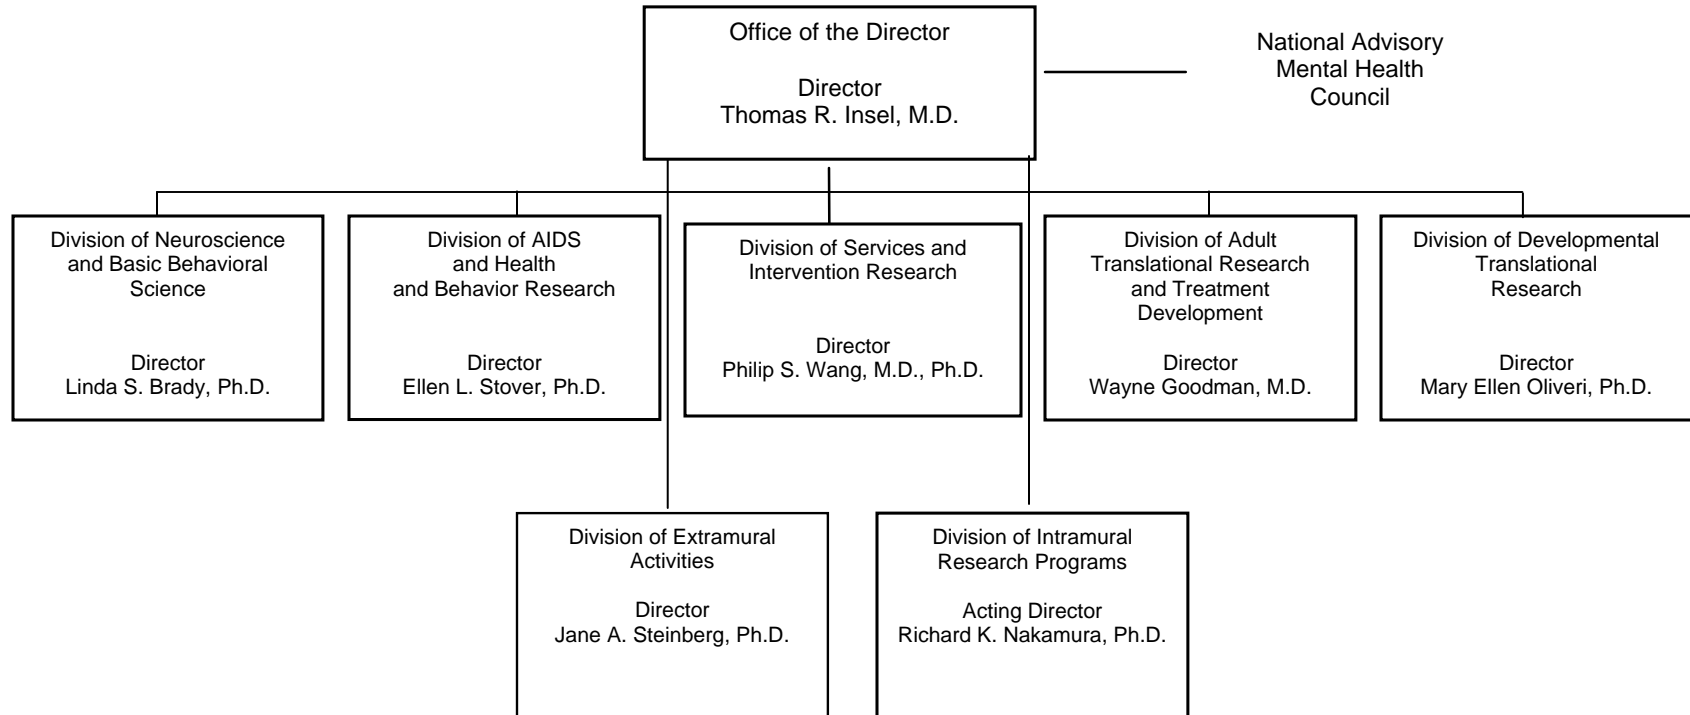 Office of the Director
Director
Thomas R. Insel, M.D.
National Advisory
Mental Health
Council
Division of Neuroscience
and Basic Behavioral
Science
Director
Linda S. Brady, Ph.D.
Division of AIDS
and Health
and Behavior Research
Director
Ellen L. Stover, Ph.D.
Division of Services and
Intervention Research
Director
Philip S. Wang, M.D., Ph.D.
Division of Adult
Translational Research
and Treatment
Development
Director
Wayne Goodman, M.D.
Division of Developmental
Translational
Research
Director
Mary Ellen Oliveri, Ph.D.
Division of Extramural
Activities
Director
Jane A. Steinberg, Ph.D.
Division of Intramural
Research Programs
Acting Director
Richard K. Nakamura, Ph.D.